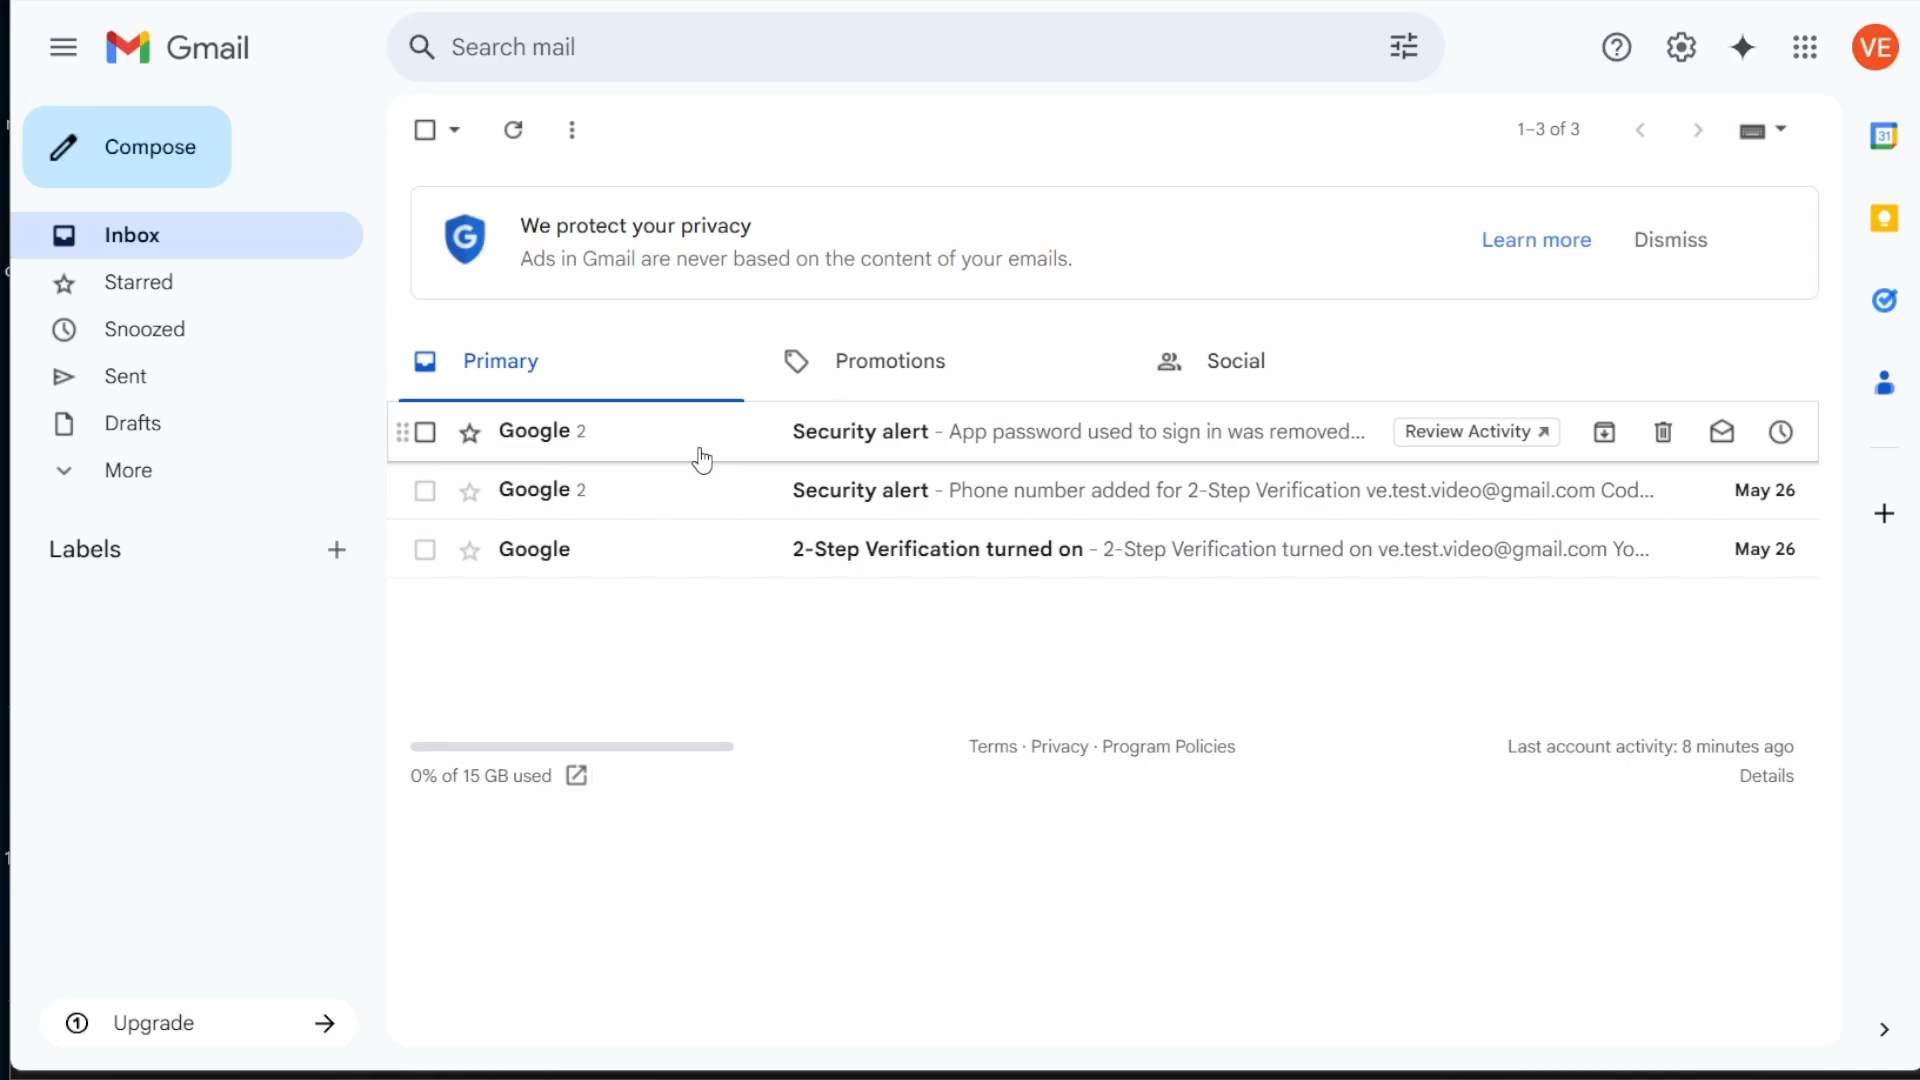 Gmail
Search mail
VE
Compose
1–3 of 3
31
We protect your privacy
Ads in Gmail are never based on the content of your emails.
Learn more
Dismiss
Inbox
Starred
Snoozed
Sent
Drafts
More
Labels
Primary
Promotions
Social
Google 2 Security alert - App password used to sign in was removed... Review Activity
Google 2 Security alert - Phone number added for 2-Step Verification ve.test.video@gmail.com Cod... May 26
Google 2-Step Verification turned on - 2-Step Verification turned on ve.test.video@gmail.com Yo... May 26
0% of 15 GB used
Terms · Privacy · Program Policies
Last account activity: 8 minutes ago
Details
Upgrade